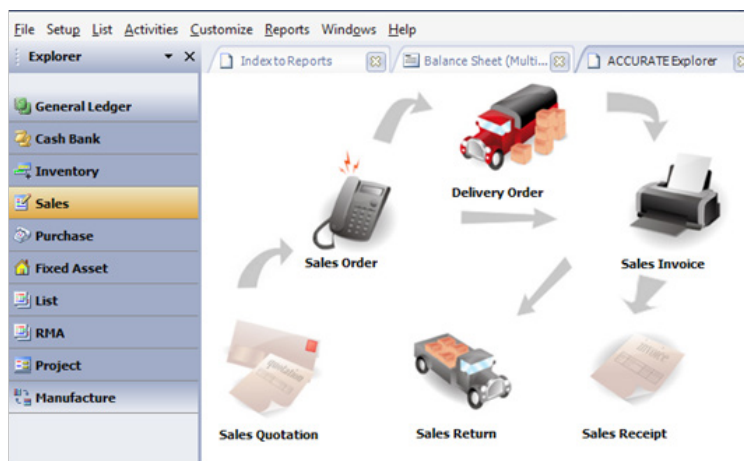 File Setup List Activities Customize Reports Windows Help
Explorer
Index to Reports
Balance Sheet (Multi...
ACCURATE Explorer
General Ledger
Cash Bank
Inventory
Sales
Purchase
Fixed Asset
List
RMA
Project
Manufacture
Delivery Order
Sales Order
Sales Invoice
quotation
Sales Quotation
Sales Return
Sales Receipt